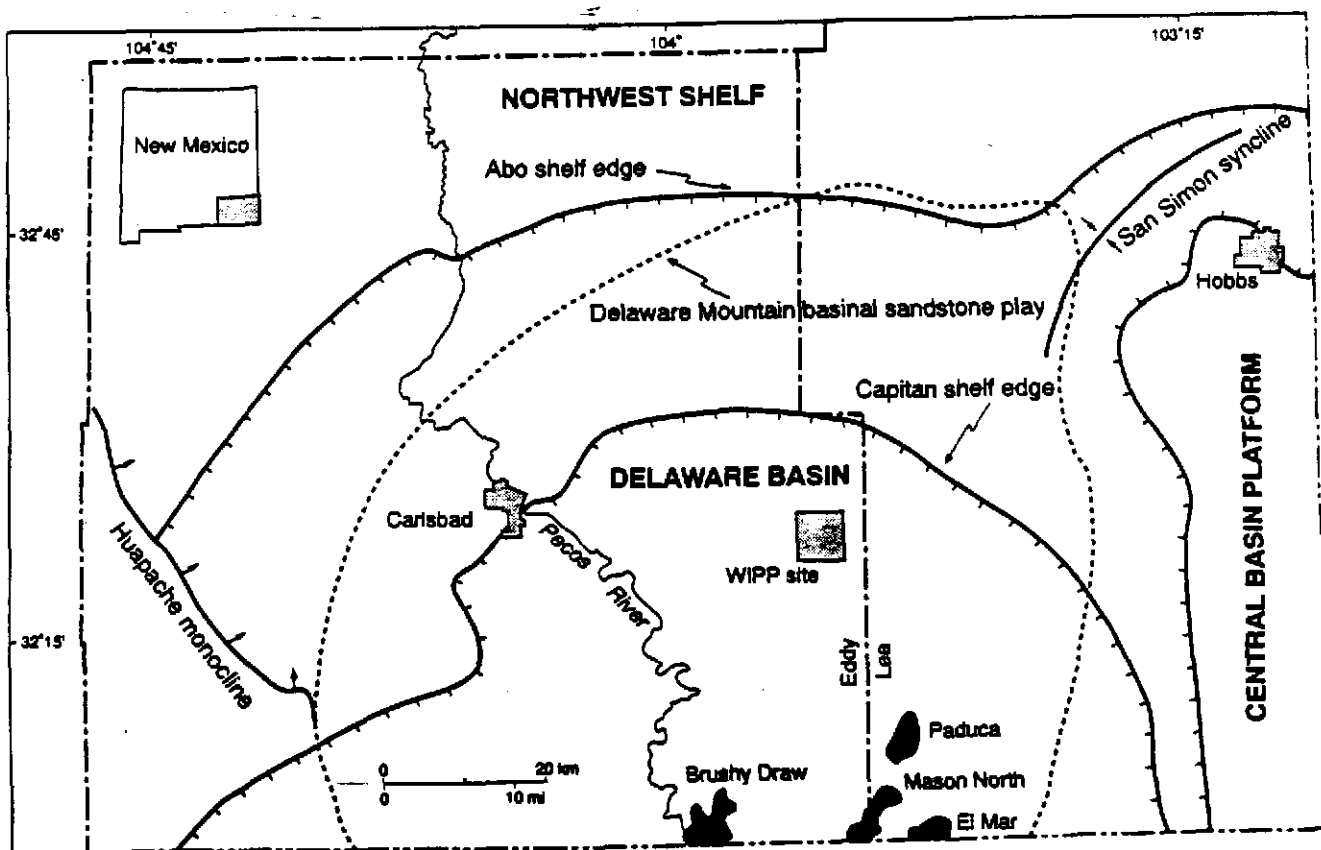 104°45'
104°
103°15'
NORTHWEST SHELF
New Mexico
Abo shelf edge
San Simon syncline
32°45'
Hobbs
Delaware Mountain basinal sandstone play
Capitan shelf edge
DELAWARE BASIN
CENTRAL BASIN PLATFORM
Carlsbad
Pecos River
WIPP site
Huapache monocline
32°15'
Eddy
Lea
Paduca
0 20 km
0 10 mi
Brushy Draw
Mason North
El Mar